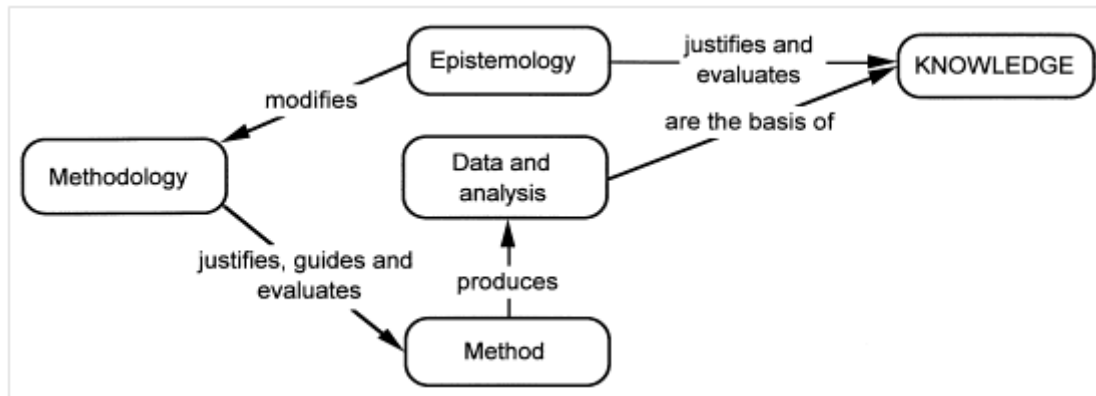 Epistemology
justifies and
evaluates
KNOWLEDGE
modifies
are the basis of
Methodology
Data and
analysis
justifies, guides and
evaluates
produces
Method